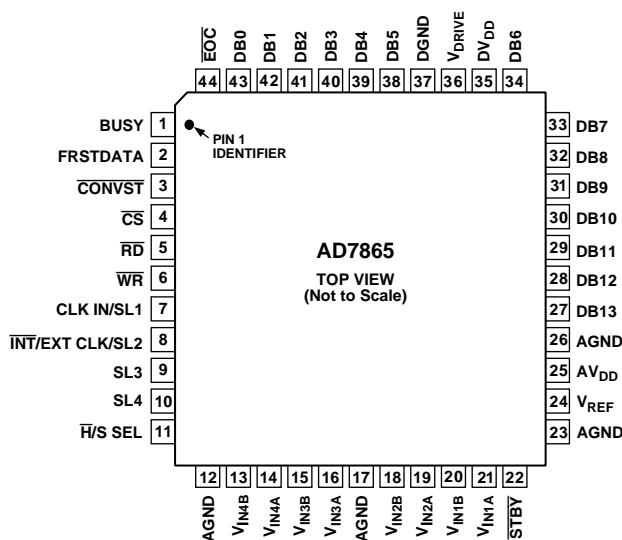 EOC DB0 DB1 DB2 DB3 DB4 DB5 DGND VDRIVE DVDD DB6
44 43 42 41 40 39 38 37 36 35 34
BUSY 1
FRSTDATA 2
CONVST 3
CS 4
RD 5
WR 6
CLK IN/SL1 7
INT/EXT CLK/SL2 8
SL3 9
SL4 10
H/S SEL 11
PIN 1
IDENTIFIER
AD7865
TOP VIEW
(Not to Scale)
33 DB7
32 DB8
31 DB9
30 DB10
29 DB11
28 DB12
27 DB13
26 AGND
25 AVDD
24 VREF
23 AGND
12 13 14 15 16 17 18 19 20 21 22
AGND VIN4B VIN4A VIN3B VIN3A AGND VIN2B VIN2A VIN1B VIN1A STBY